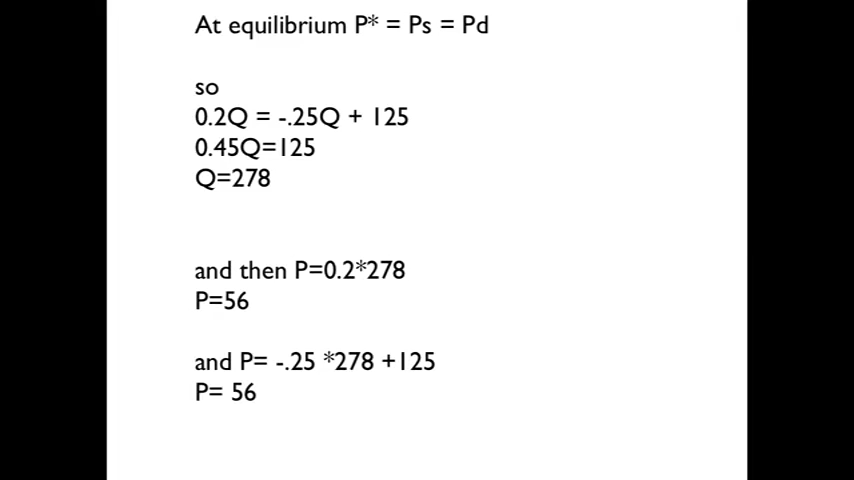 At equilibrium P* = Ps = Pd
so
0.2Q = -.25Q + 125
0.45Q=125
Q=278
and then P=0.2*278
P=56
and P= -.25 *278 +125
P= 56